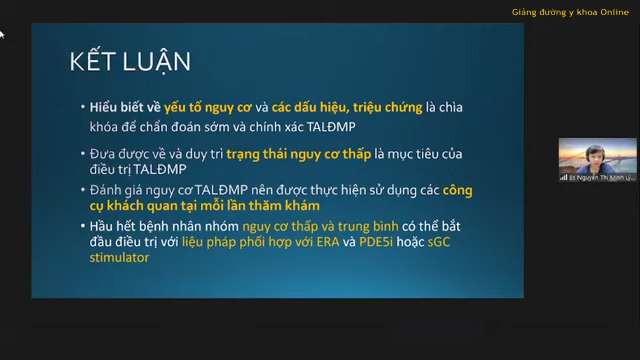 Giảng đường y khoa Online
KẾT LUẬN
• Hiểu biết về yếu tố nguy cơ và các dấu hiệu, triệu chứng là chìa
khóa để chẩn đoán sớm và chính xác TALĐMP
• Đưa được về và duy trì trạng thái nguy cơ thấp là mục tiêu của
điều trị TALĐMP
• Đánh giá nguy cơ TALĐMP nên được thực hiện sử dụng các công
cụ khách quan tại mỗi lần thăm khám
• Hầu hết bệnh nhân nhóm nguy cơ thấp và trung bình có thể bắt
đầu điều trị với liệu pháp phối hợp với ERA và PDE5i hoặc sGC
stimulator
Bs Nguyễn Thị Minh Lý